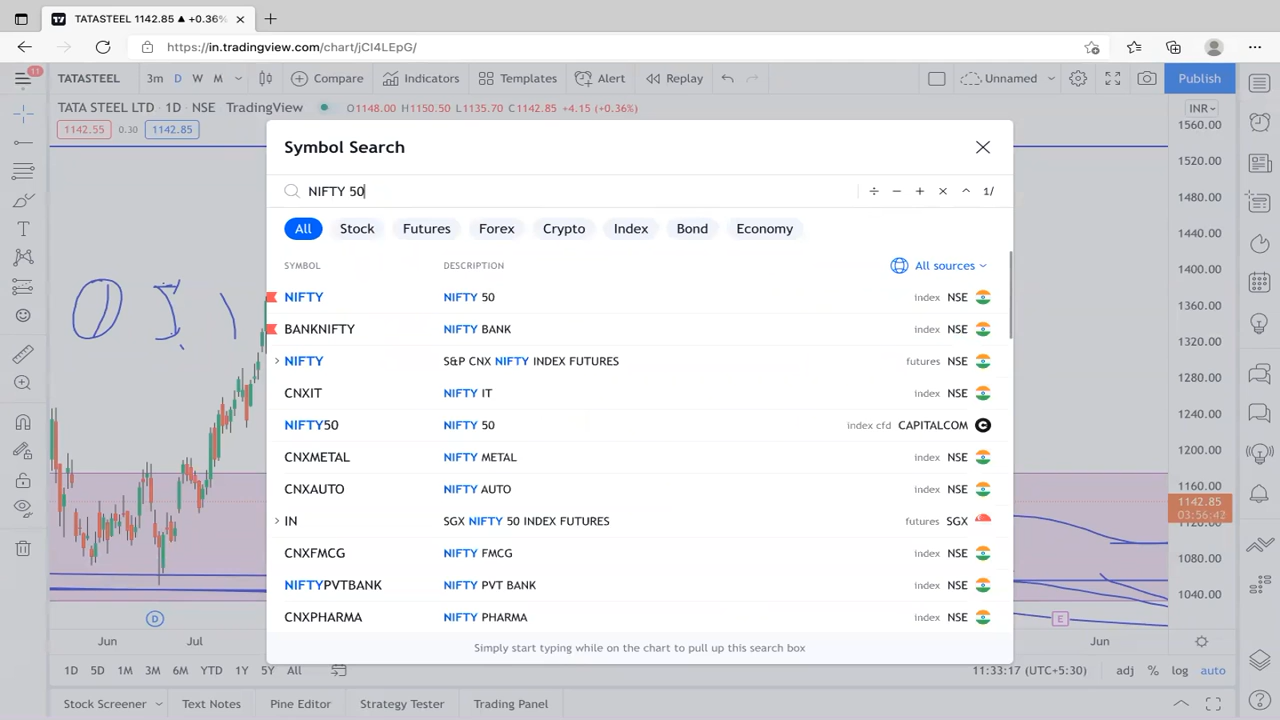 TATASTEEL 1142.85 ▲ +0.36%
https://in.tradingview.com/chart/jCI4LEpG/
11
TATASTEEL 3m D W M Compare Indicators Templates Alert Replay Unnamed Publish
TATA STEEL LTD · 1D · NSE TradingView O1148.00 H1150.50 L1135.70 C1142.85 +4.15 (+0.36%)
INR
1142.55 0.30 1142.85
Symbol Search
NIFTY 50
÷ − + × 1/
All Stock Futures Forex Crypto Index Bond Economy
SYMBOL DESCRIPTION All sources
NIFTY NIFTY 50 index NSE
BANKNIFTY NIFTY BANK index NSE
NIFTY S&P CNX NIFTY INDEX FUTURES futures NSE
CNXIT NIFTY IT index NSE
NIFTY50 NIFTY 50 index cfd CAPITALCOM
CNXMETAL NIFTY METAL index NSE
CNXAUTO NIFTY AUTO index NSE
IN SGX NIFTY 50 INDEX FUTURES futures SGX
CNXFMCG NIFTY FMCG index NSE
NIFTYPVTBANK NIFTY PVT BANK index NSE
CNXPHARMA NIFTY PHARMA index NSE
Simply start typing while on the chart to pull up this search box
1560.00
1520.00
1480.00
1440.00
1400.00
1360.00
1320.00
1280.00
1240.00
1200.00
1160.00
1142.85
03:56:42
1080.00
1040.00
D
E
Jun Jul Jun
1D 5D 1M 3M 6M YTD 1Y 5Y All 11:33:17 (UTC+5:30) adj % log auto
Stock Screener Text Notes Pine Editor Strategy Tester Trading Panel